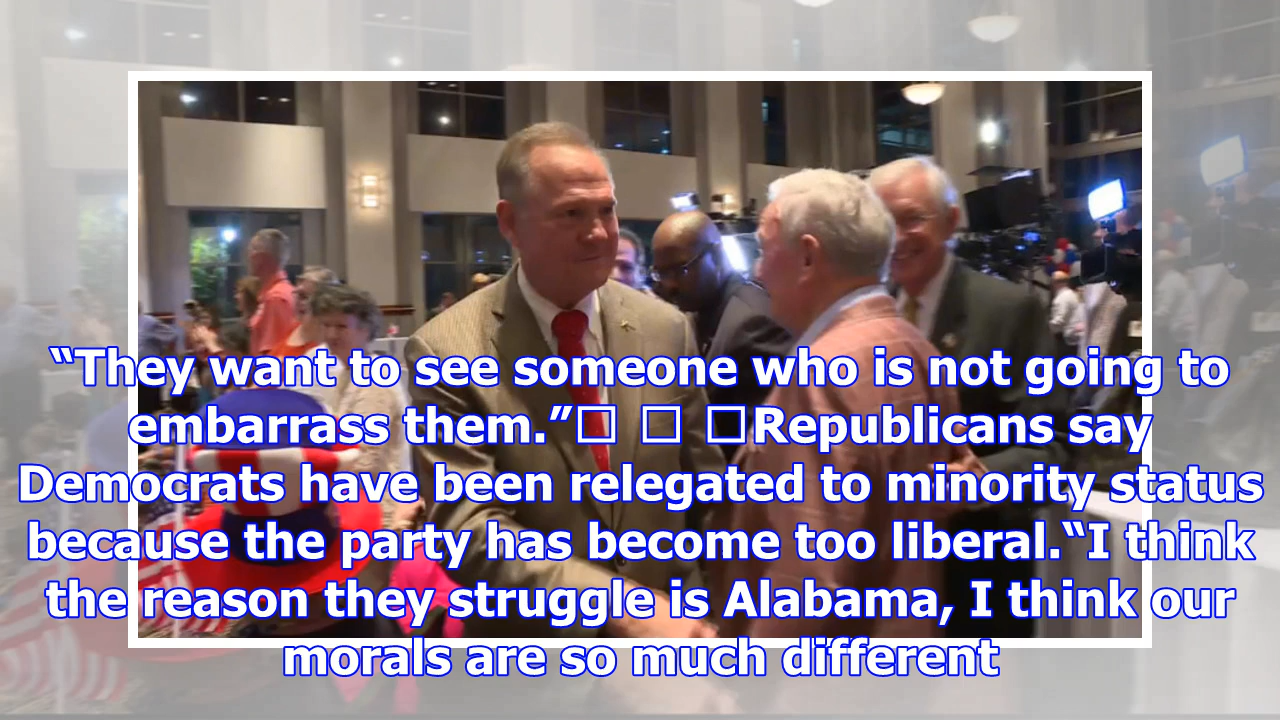 “They want to see someone who is not going to
embarrass them.”□ □ □Republicans say
Democrats have been relegated to minority status
because the party has become too liberal.“I think
the reason they struggle is Alabama, I think our
morals are so much different